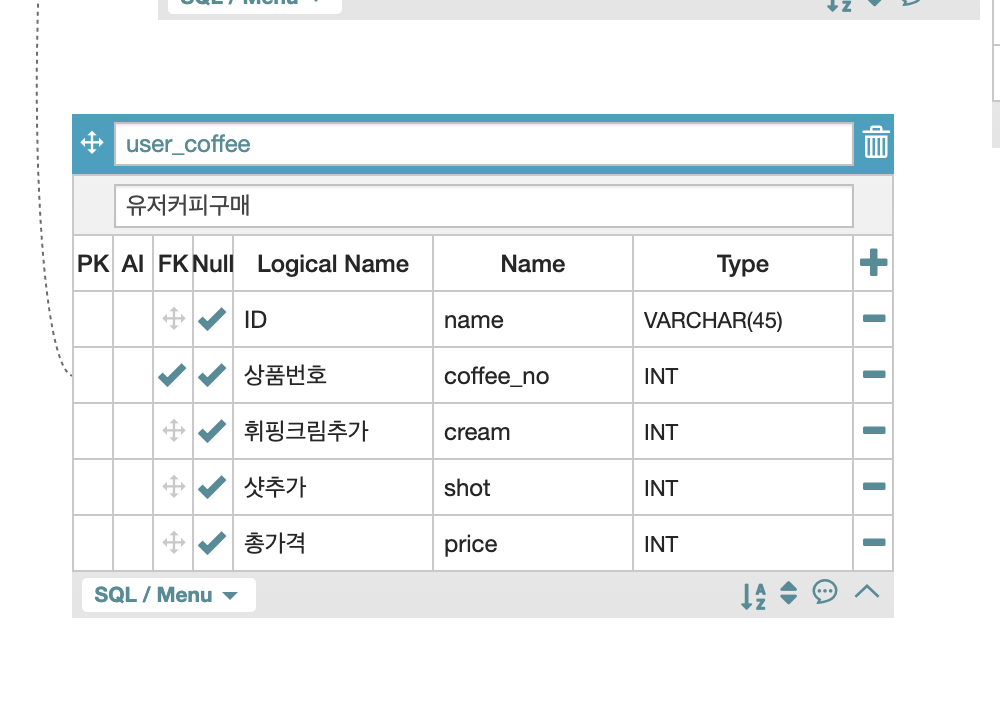 SQL / Menu
user_coffee
유저커피구매
PK AI FK Null Logical Name Name Type
ID name VARCHAR(45)
상품번호 coffee_no INT
휘핑크림추가 cream INT
샷추가 shot INT
총가격 price INT
SQL / Menu